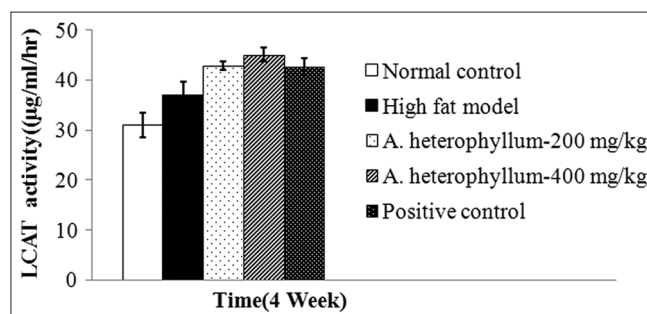 LCAT activity((µg/ml/hr)
50
40
30
20
10
0
Time(4 Week)
Normal control
High fat model
A. heterophyllum-200 mg/kg
A. heterophyllum-400 mg/kg
Positive control